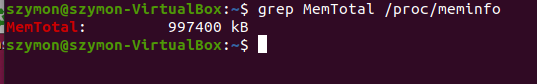 szymon@szymon-VirtualBox:~$ grep MemTotal /proc/meminfo
MemTotal:         997400 kB
szymon@szymon-VirtualBox:~$